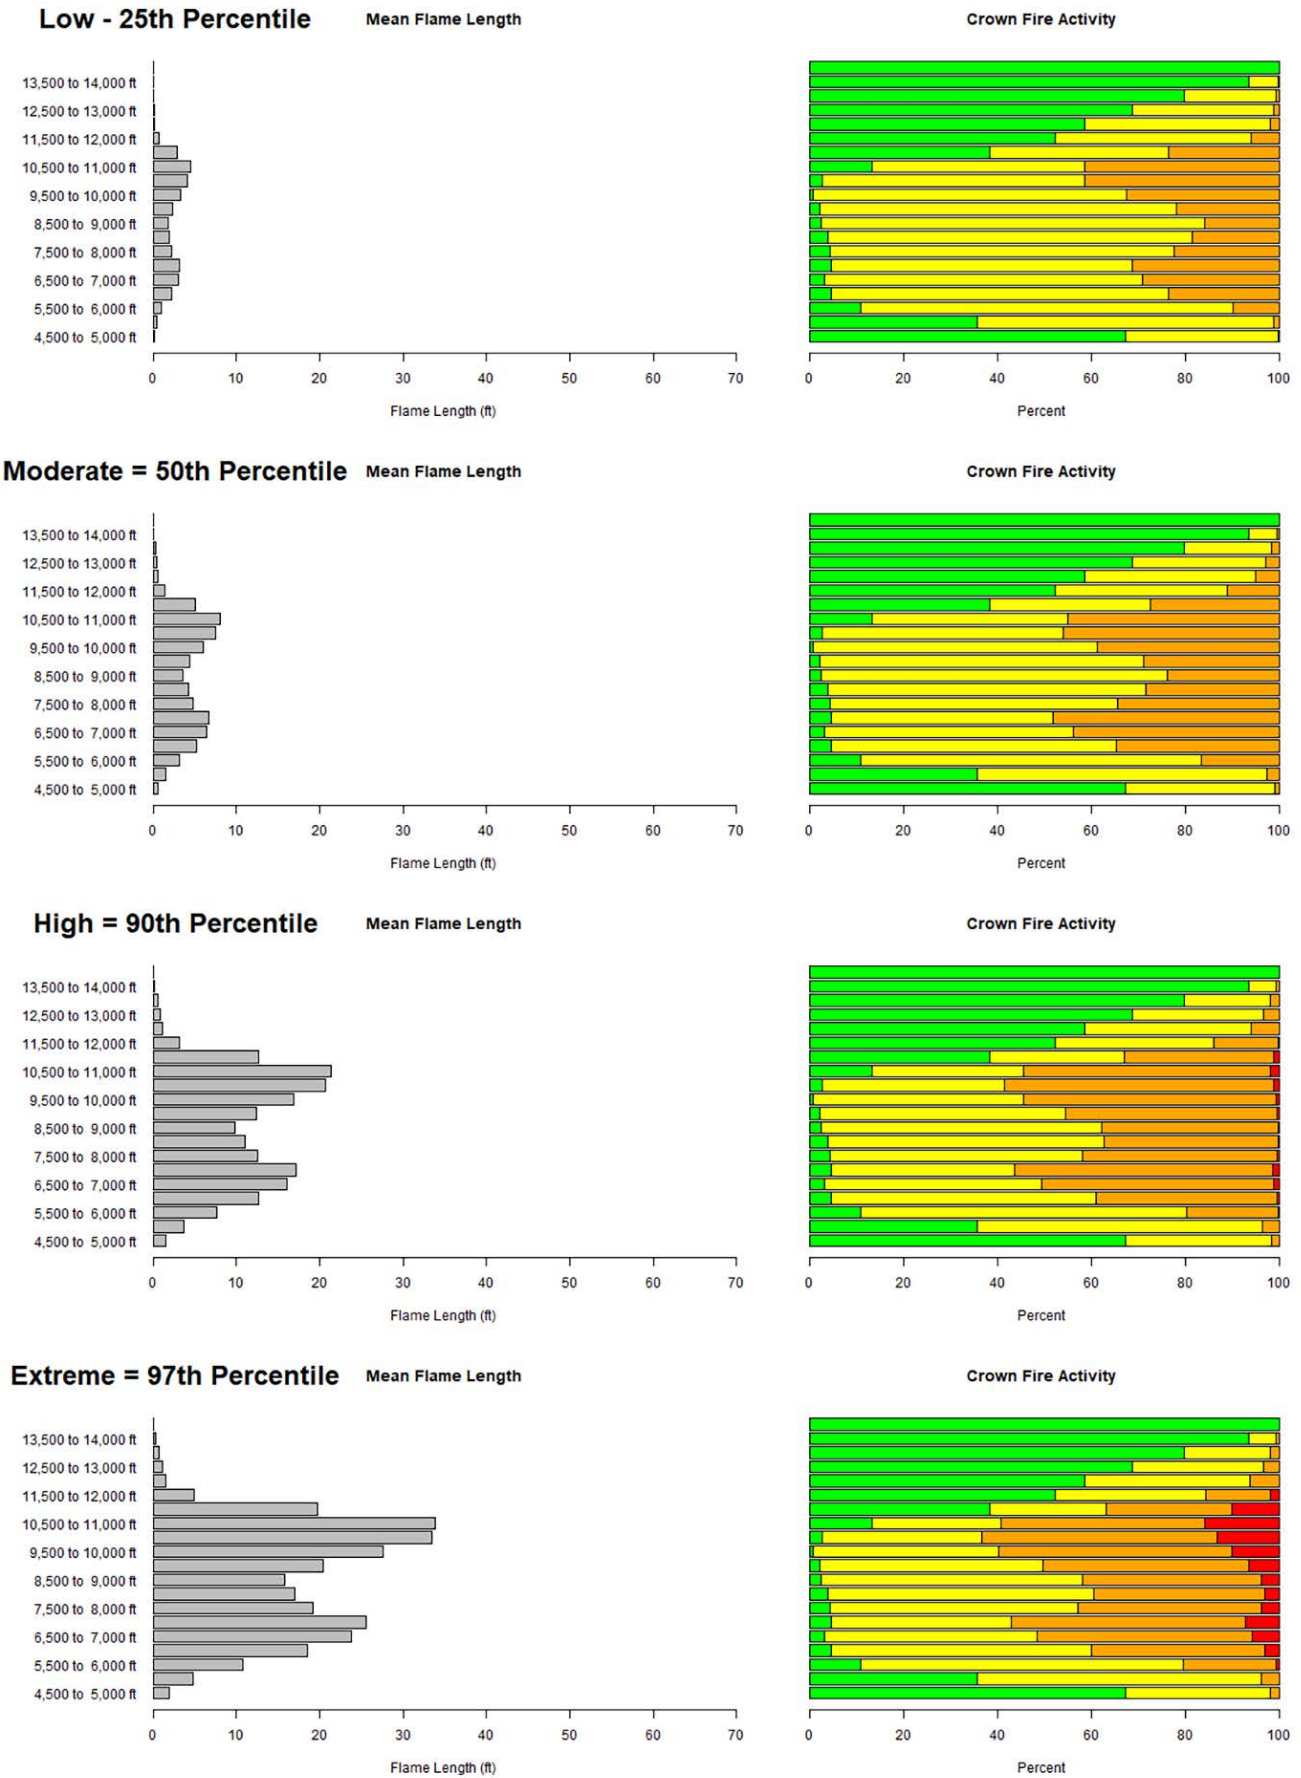 Low - 25th Percentile Mean Flame Length Crown Fire Activity
13,500 to 14,000 ft
12,500 to 13,000 ft
11,500 to 12,000 ft
10,500 to 11,000 ft
9,500 to 10,000 ft
8,500 to 9,000 ft
7,500 to 8,000 ft
6,500 to 7,000 ft
5,500 to 6,000 ft
4,500 to 5,000 ft
0 10 20 30 40 50 60 70 0 20 40 60 80 100
Flame Length (ft) Percent
Moderate = 50th Percentile Mean Flame Length Crown Fire Activity
13,500 to 14,000 ft
12,500 to 13,000 ft
11,500 to 12,000 ft
10,500 to 11,000 ft
9,500 to 10,000 ft
8,500 to 9,000 ft
7,500 to 8,000 ft
6,500 to 7,000 ft
5,500 to 6,000 ft
4,500 to 5,000 ft
0 10 20 30 40 50 60 70 0 20 40 60 80 100
Flame Length (ft) Percent
High = 90th Percentile Mean Flame Length Crown Fire Activity
13,500 to 14,000 ft
12,500 to 13,000 ft
11,500 to 12,000 ft
10,500 to 11,000 ft
9,500 to 10,000 ft
8,500 to 9,000 ft
7,500 to 8,000 ft
6,500 to 7,000 ft
5,500 to 6,000 ft
4,500 to 5,000 ft
0 10 20 30 40 50 60 70 0 20 40 60 80 100
Flame Length (ft) Percent
Extreme = 97th Percentile Mean Flame Length Crown Fire Activity
13,500 to 14,000 ft
12,500 to 13,000 ft
11,500 to 12,000 ft
10,500 to 11,000 ft
9,500 to 10,000 ft
8,500 to 9,000 ft
7,500 to 8,000 ft
6,500 to 7,000 ft
5,500 to 6,000 ft
4,500 to 5,000 ft
0 10 20 30 40 50 60 70 0 20 40 60 80 100
Flame Length (ft) Percent